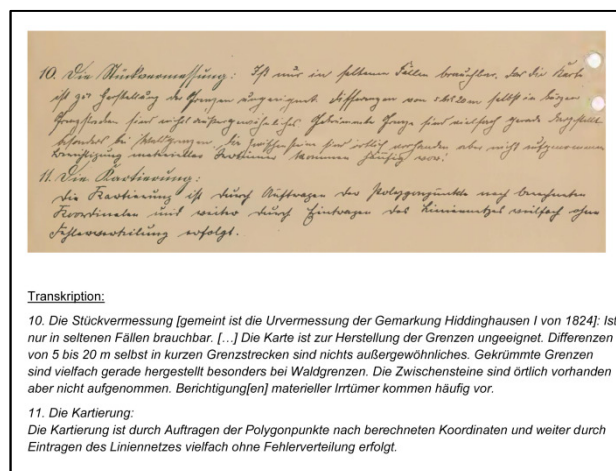 10. Die Stückvermessung: Ist nur in seltenen Fällen brauchbar. die Karte
ist zur Herstellung der Grenzen ungeeignet. Differenzen von 5 bis 20 m selbst in kurzen
Grenzstrecken sind nichts außergewöhnliches. Gekrümmte Grenzen sind vielfach gerade dargestellt
besonders bei Waldgrenzen. Die Zwischensteine sind örtlich vorhanden aber nicht aufgenommen.
Berichtigung materieller Irrtümer kommen häufig vor.
11. Die Kartierung:
Die Kartierung ist durch Auftragen der Polygonpunkte nach berechneten
Koordinaten und weiter durch Eintragen des Liniennetzes vielfach ohne
Fehlerverteilung erfolgt.
Transkription:
10. Die Stückvermessung [gemeint ist die Urvermessung der Gemarkung Hiddinghausen I von 1824]: Ist
nur in seltenen Fällen brauchbar. […] Die Karte ist zur Herstellung der Grenzen ungeeignet. Differenzen
von 5 bis 20 m selbst in kurzen Grenzstrecken sind nichts außergewöhnliches. Gekrümmte Grenzen
sind vielfach gerade hergestellt besonders bei Waldgrenzen. Die Zwischensteine sind örtlich vorhanden
aber nicht aufgenommen. Berichtigung[en] materieller Irrtümer kommen häufig vor.
11. Die Kartierung:
Die Kartierung ist durch Auftragen der Polygonpunkte nach berechneten Koordinaten und weiter durch
Eintragen des Liniennetzes vielfach ohne Fehlerverteilung erfolgt.